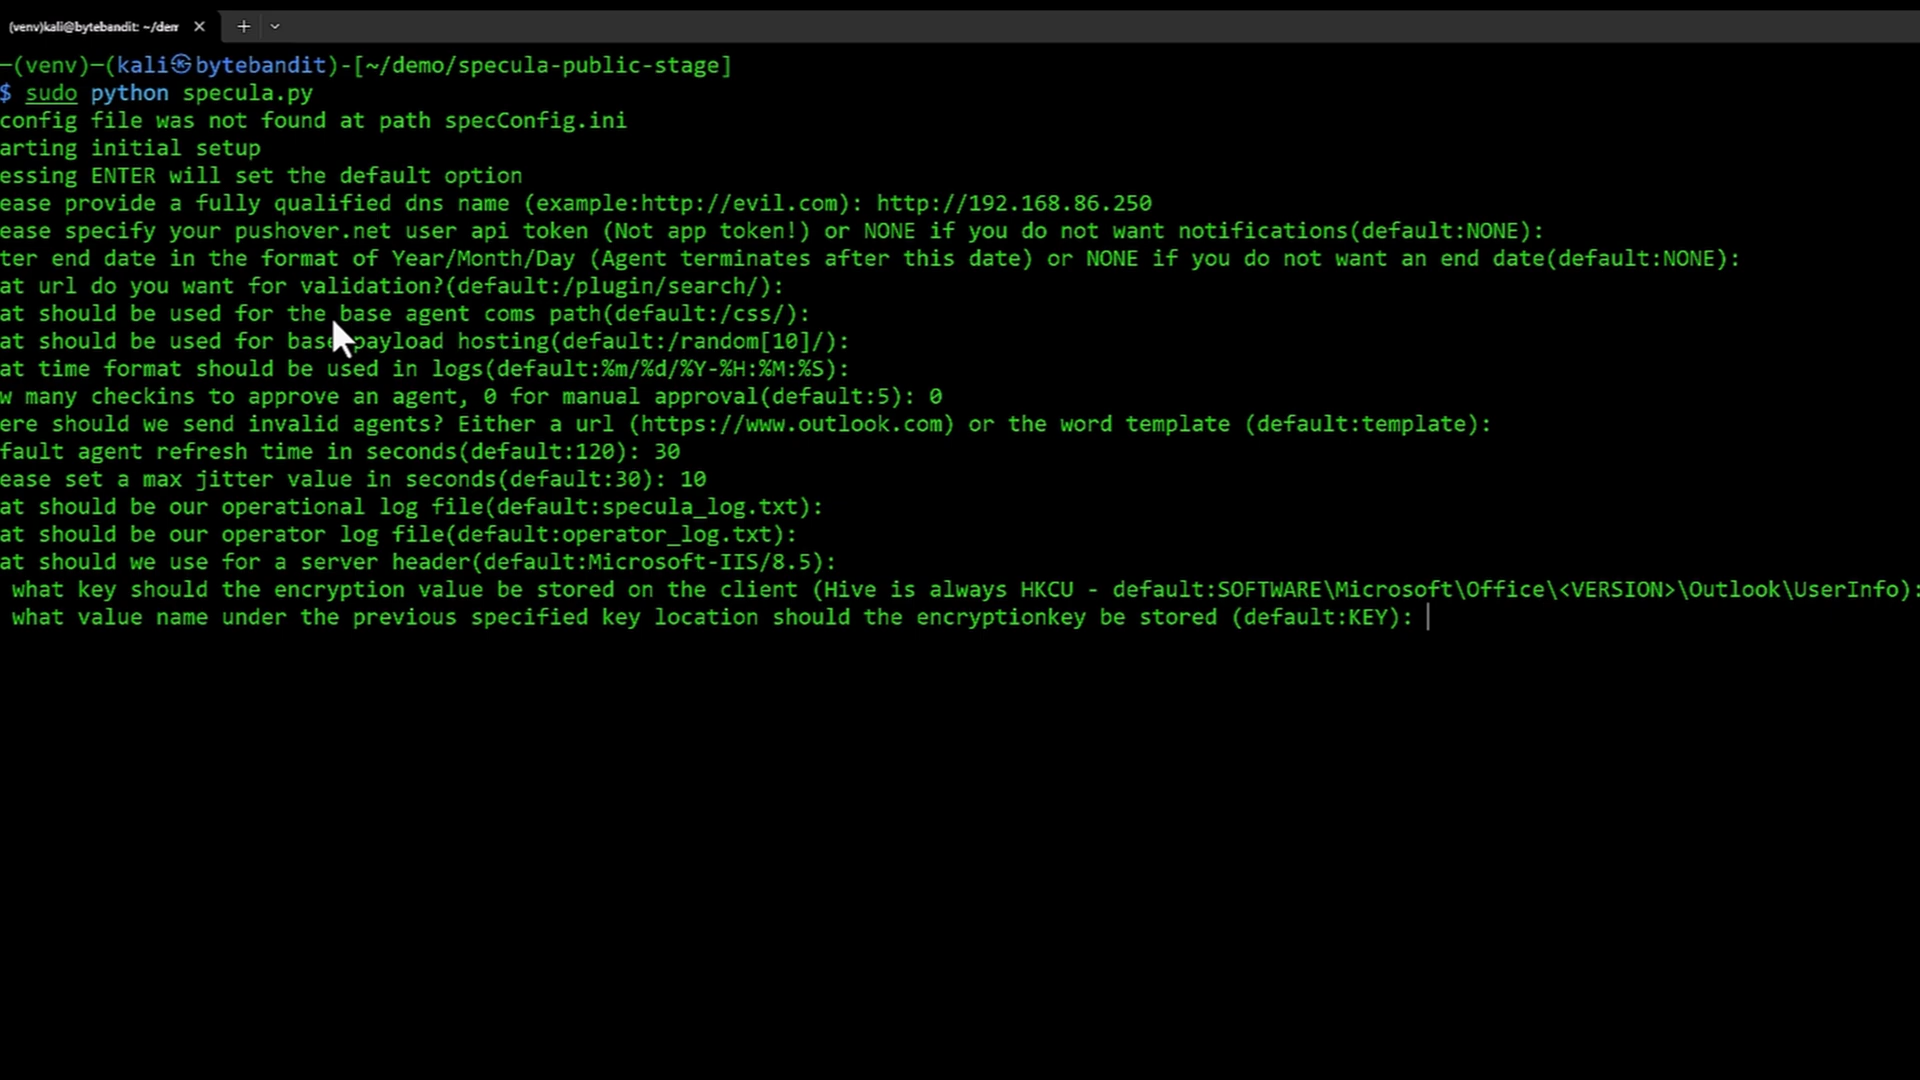 (venv)kali@bytebandit: ~/dem
─(venv)─(kali㉿bytebandit)-[~/demo/specula-public-stage]
$ sudo python specula.py
config file was not found at path specConfig.ini
arting initial setup
essing ENTER will set the default option
ease provide a fully qualified dns name (example:http://evil.com): http://192.168.86.250
ease specify your pushover.net user api token (Not app token!) or NONE if you do not want notifications(default:NONE):
ter end date in the format of Year/Month/Day (Agent terminates after this date) or NONE if you do not want an end date(default:NONE):
at url do you want for validation?(default:/plugin/search/):
at should be used for the base agent coms path(default:/css/):
at should be used for base payload hosting(default:/random[10]/):
at time format should be used in logs(default:%m/%d/%Y-%H:%M:%S):
w many checkins to approve an agent, 0 for manual approval(default:5): 0
ere should we send invalid agents? Either a url (https://www.outlook.com) or the word template (default:template):
fault agent refresh time in seconds(default:120): 30
ease set a max jitter value in seconds(default:30): 10
at should be our operational log file(default:specula_log.txt):
at should be our operator log file(default:operator_log.txt):
at should we use for a server header(default:Microsoft-IIS/8.5):
what key should the encryption value be stored on the client (Hive is always HKCU - default:SOFTWARE\Microsoft\Office\<VERSION>\Outlook\UserInfo):
what value name under the previous specified key location should the encryptionkey be stored (default:KEY):